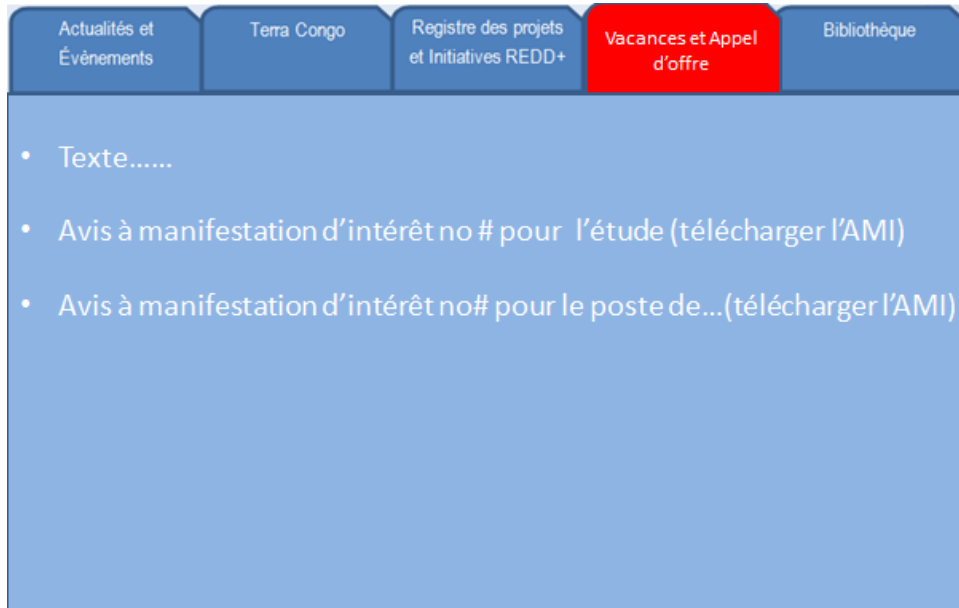 Actualités et
Évènements
Terra Congo
Registre des projets
et Initiatives REDD+
Vacances et Appel
d’offre
Bibliothèque
• Texte……
• Avis à manifestation d’intérêt no # pour l’étude (télécharger l’AMI)
• Avis à manifestation d’intérêt no# pour le poste de…(télécharger l’AMI)